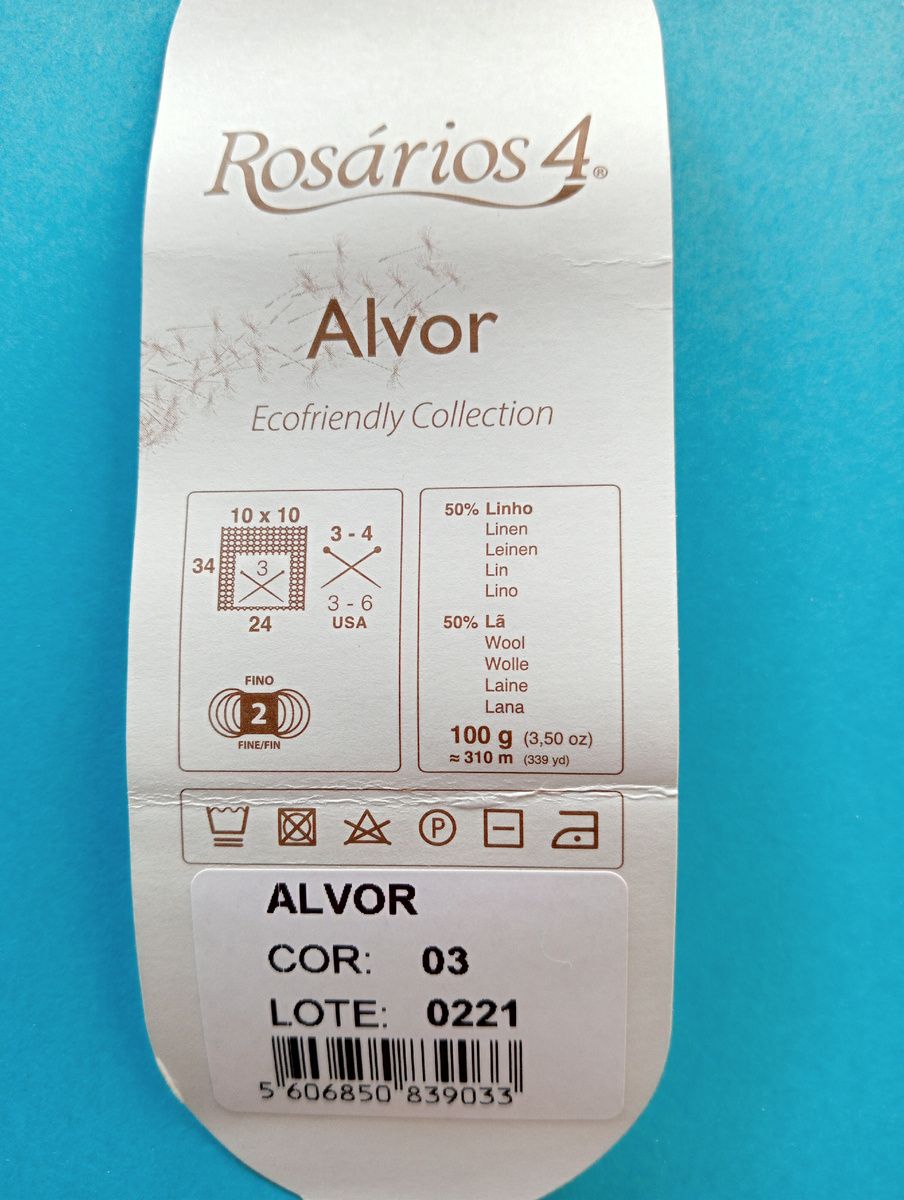 Rosários 4®
Alvor
Ecofriendly Collection
10 x 10
34
3
24
3 - 4
3 - 6
USA
FINO
2
FINE/FIN
50% Linho
Linen
Leinen
Lin
Lino
50% Lã
Wool
Wolle
Laine
Lana
100 g (3,50 oz)
≈ 310 m (339 yd)
P
ALVOR
COR: 03
LOTE: 0221
5 606850 839033